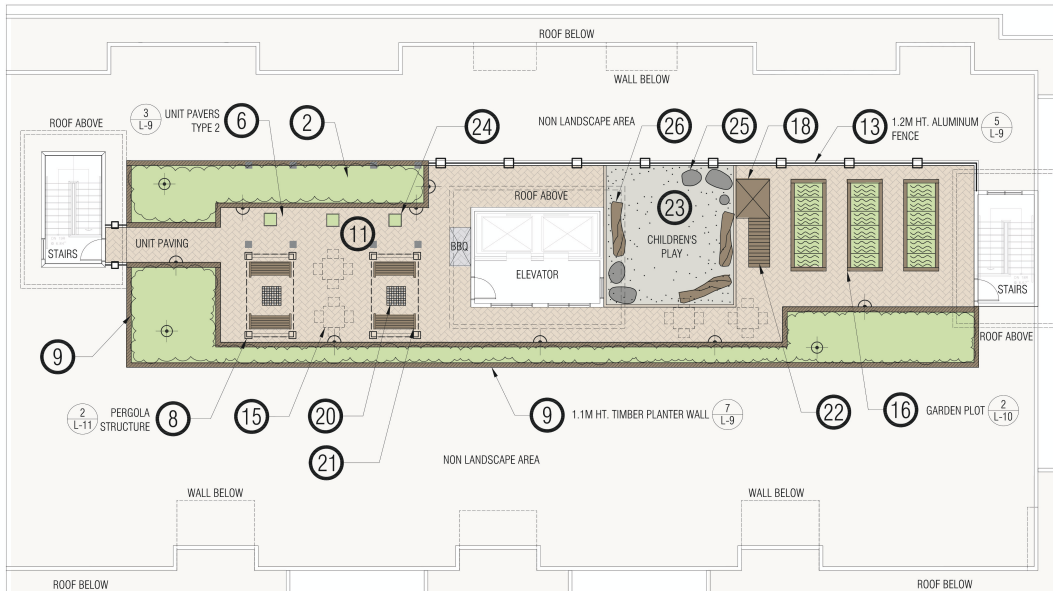 ROOF BELOW
WALL BELOW
ROOF ABOVE
3
L-9
UNIT PAVERS
TYPE 2
6
2
24
NON LANDSCAPE AREA
26
25
18
13
1.2M HT. ALUMINUM
FENCE
5
L-9
ROOF ABOVE
23
11
CHILDREN'S
PLAY
UNIT PAVING
BBQ
STAIRS
ELEVATOR
STAIRS
ROOF ABOVE
9
2
L-11
PERGOLA
STRUCTURE
8
15
20
21
9
1.1M HT. TIMBER PLANTER WALL
7
L-9
22
16
GARDEN PLOT
2
L-10
NON LANDSCAPE AREA
WALL BELOW
WALL BELOW
ROOF BELOW
ROOF BELOW